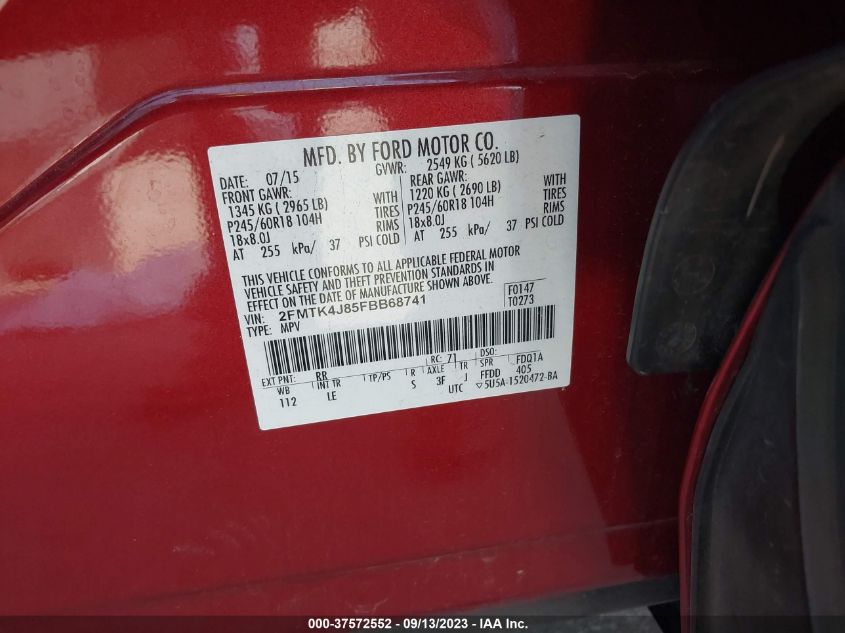 MFD. BY FORD MOTOR CO.
DATE: 07/15 GVWR: 2549 KG ( 5620 LB)
FRONT GAWR: REAR GAWR:
1345 KG ( 2965 LB) WITH 1220 KG ( 2690 LB) WITH
P245/60R18 104H TIRES P245/60R18 104H TIRES
18x8.0J RIMS 18x8.0J RIMS
AT 255 kPa/ 37 PSI COLD AT 255 kPa/ 37 PSI COLD
THIS VEHICLE CONFORMS TO ALL APPLICABLE FEDERAL MOTOR
VEHICLE SAFETY AND THEFT PREVENTION STANDARDS IN
EFFECT ON THE DATE OF MANUFACTURE SHOWN ABOVE.
VIN: 2FMTK4J85FBB68741 F0147
TYPE: MPV T0273
EXT PNT: RR RC: 71 DSO: FDQ1A
WB INT TR TP/PS R AXLE TR SPR 405
112 LE S 3F J FFDD
UTC ▽5U5A-1520472-BA
000-37572552 - 09/13/2023 - IAA Inc.